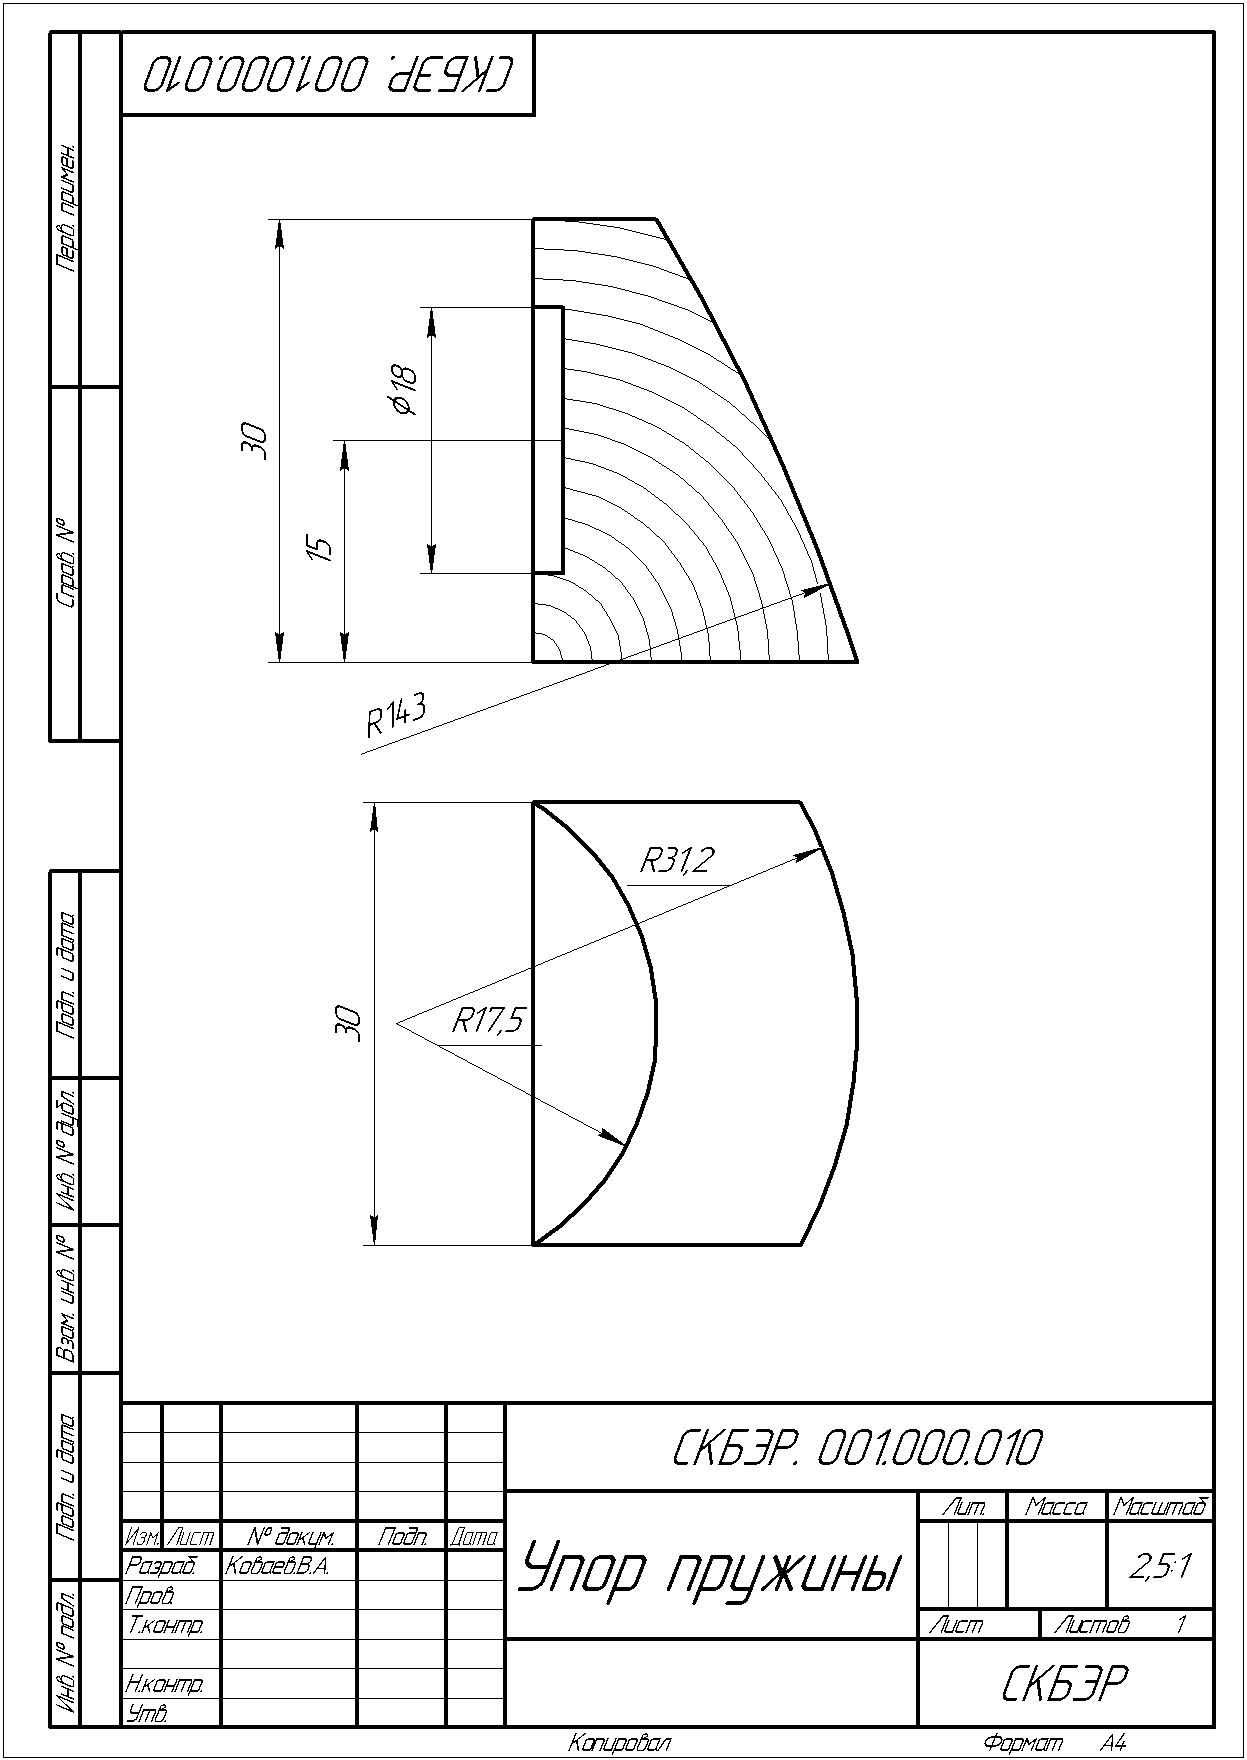 СКБЭР. 001.000.010
Перв. примен.
Справ. №
30
⌀18
15
R143
R31,2
R17,5
30
Подп. и дата
Инв. № дубл.
Взам. инв. №
Подп. и дата
Инв. № подл.
СКБЭР. 001.000.010
Лит. Масса Масштаб
Изм. Лист № докум. Подп. Дата
Разраб. Коваев.В.А.
Упор пружины
2,5:1
Пров.
Т.контр.
Лист Листов 1
Н.контр.
СКБЭР
Утв.
Копировал Формат А4